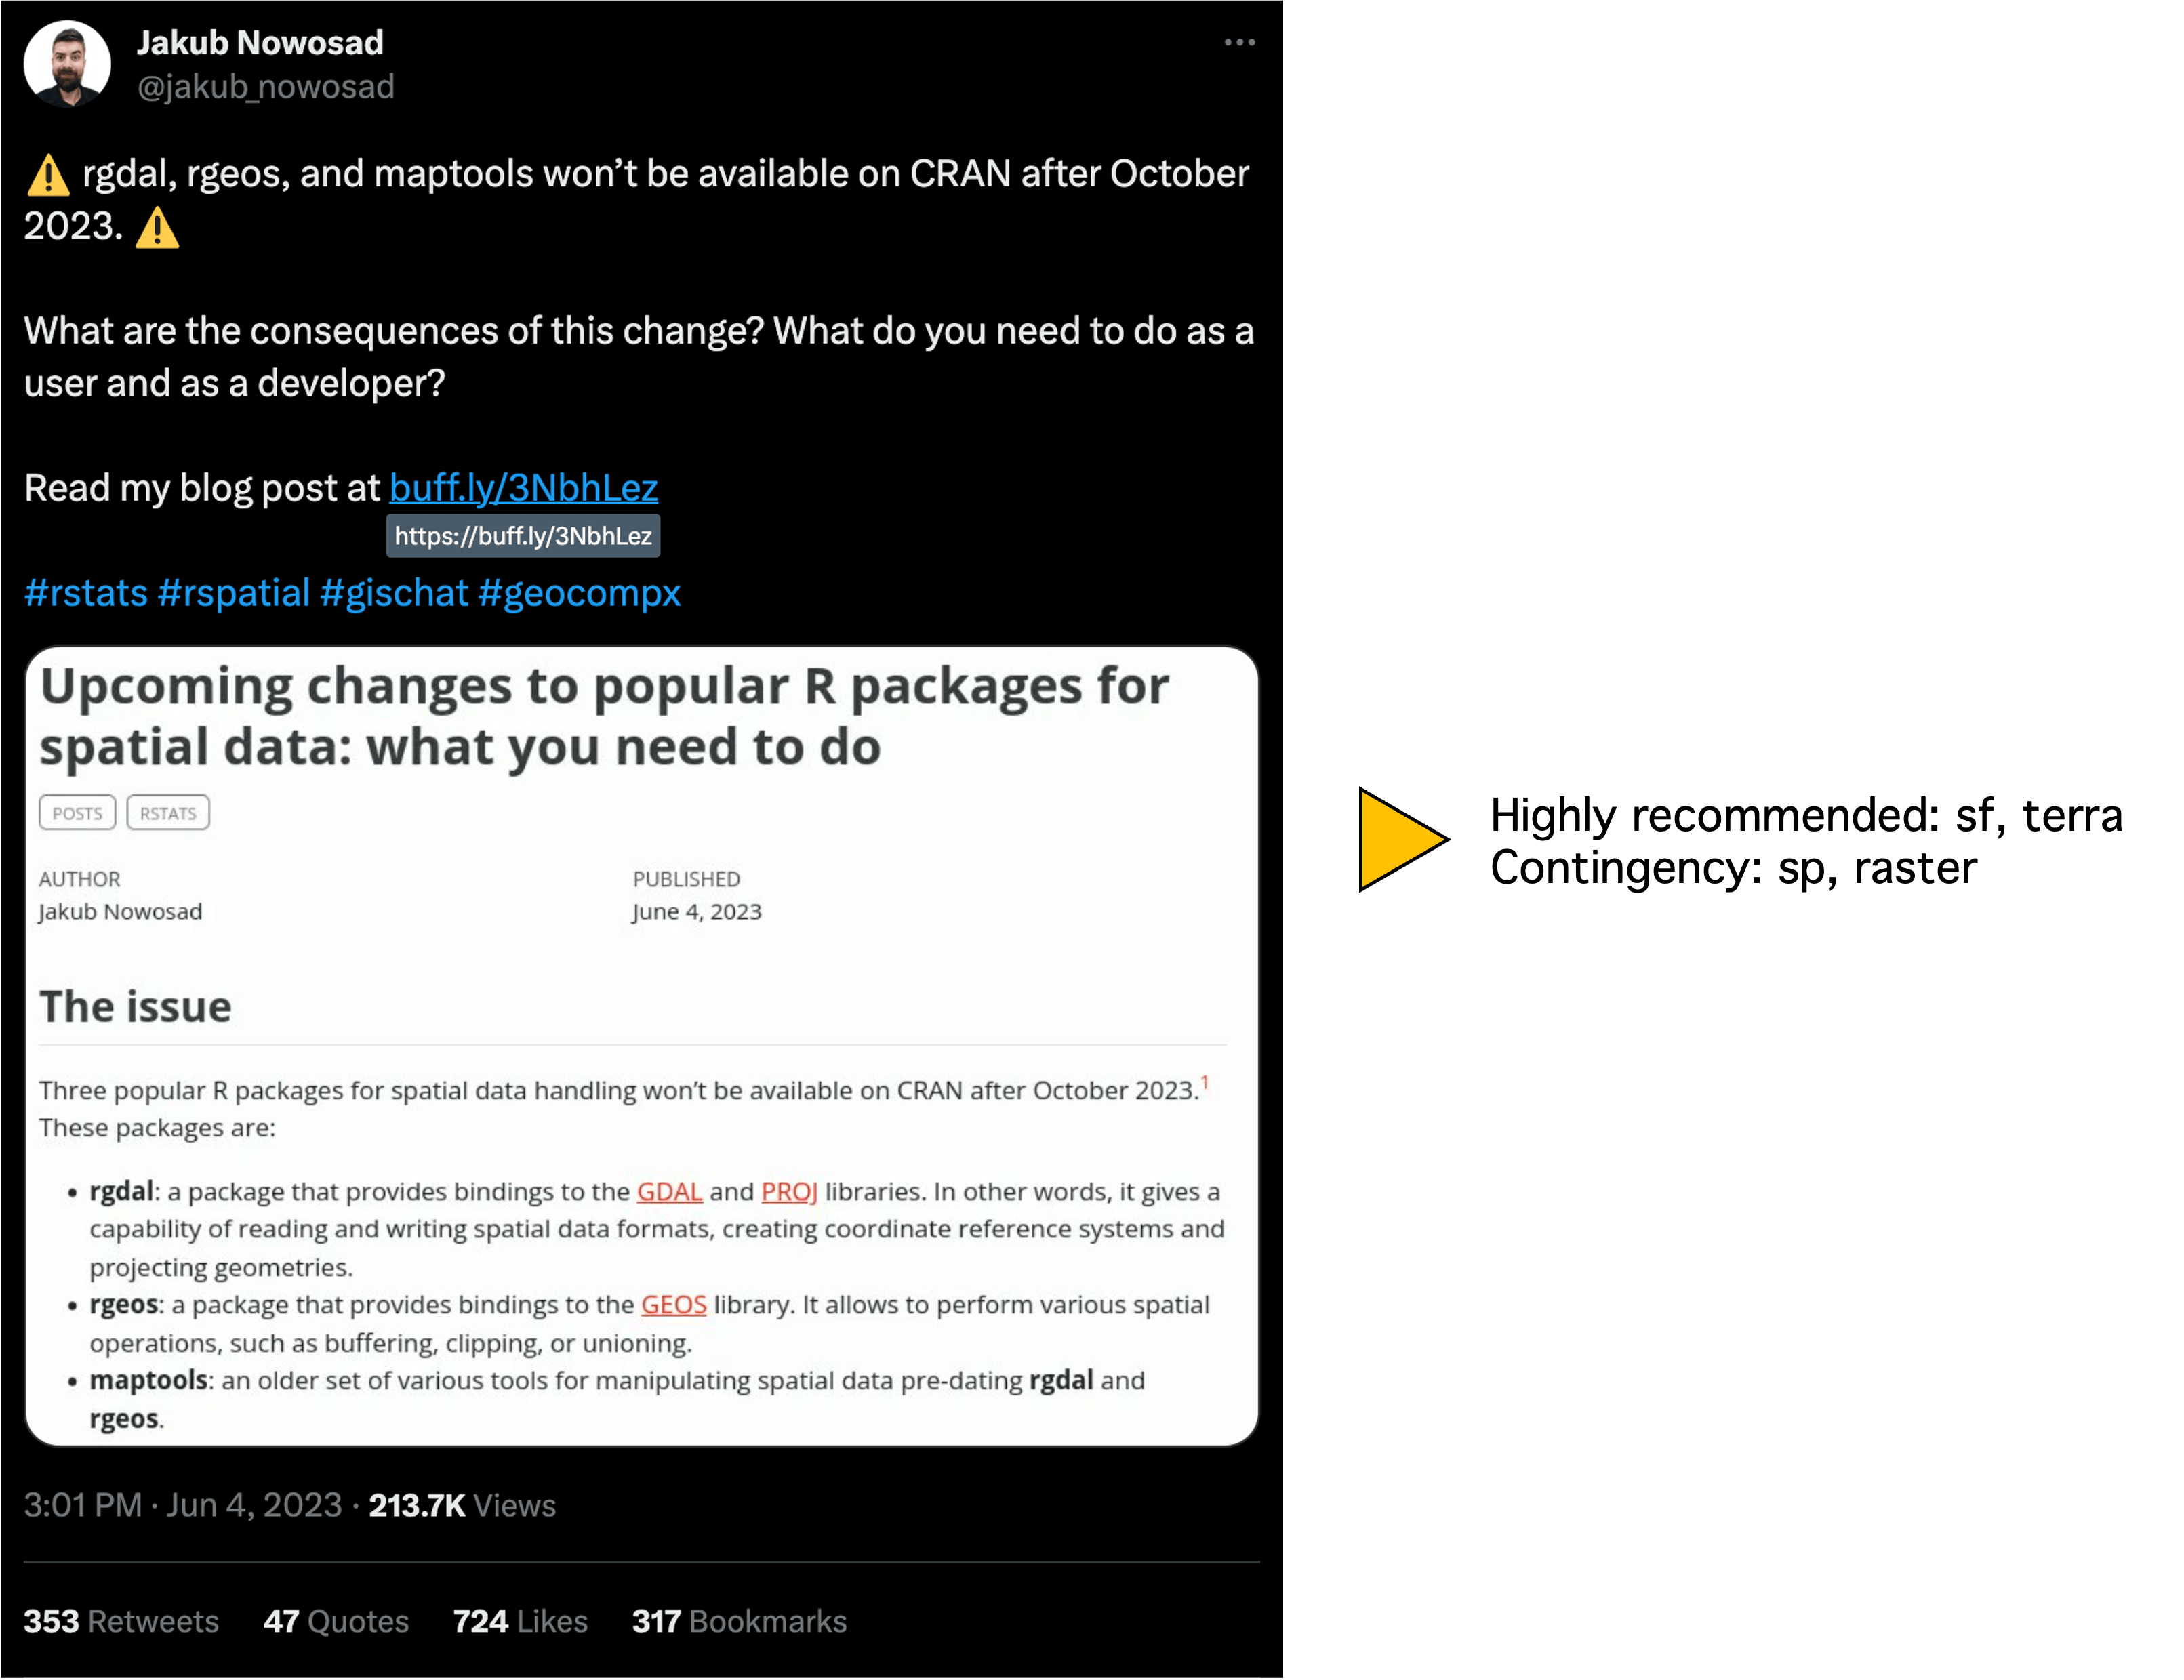 Jakub Nowosad
@jakub_nowosad
⚠️ rgdal, rgeos, and maptools won’t be available on CRAN after October
2023. ⚠️
What are the consequences of this change? What do you need to do as a
user and as a developer?
Read my blog post at buff.ly/3NbhLez
https://buff.ly/3NbhLez
#rstats #rspatial #gischat #geocompx
Upcoming changes to popular R packages for
spatial data: what you need to do
POSTS RSTATS
AUTHOR PUBLISHED
Jakub Nowosad June 4, 2023
The issue
Three popular R packages for spatial data handling won’t be available on CRAN after October 2023.1
These packages are:
• rgdal: a package that provides bindings to the GDAL and PROJ libraries. In other words, it gives a
capability of reading and writing spatial data formats, creating coordinate reference systems and
projecting geometries.
• rgeos: a package that provides bindings to the GEOS library. It allows to perform various spatial
operations, such as buffering, clipping, or unioning.
• maptools: an older set of various tools for manipulating spatial data pre-dating rgdal and
rgeos.
3:01 PM · Jun 4, 2023 · 213.7K Views
353 Retweets 47 Quotes 724 Likes 317 Bookmarks
Highly recommended: sf, terra
Contingency: sp, raster